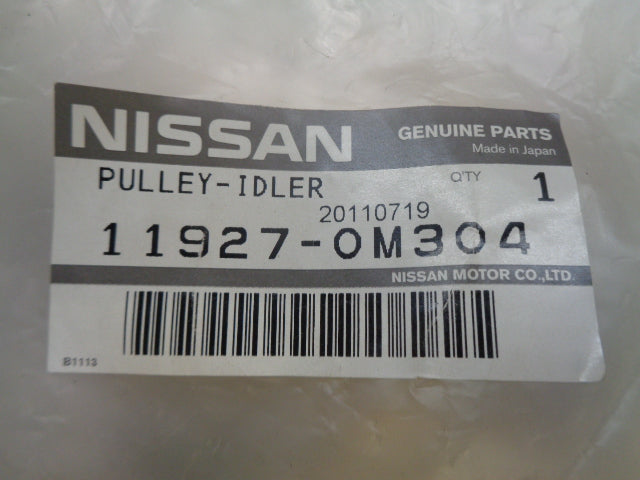 NISSAN
GENUINE PARTS
Made in Japan
PULLEY-IDLER
Q'TY 1
20110719
11927-0M304
NISSAN MOTOR CO.,LTD.
B1113